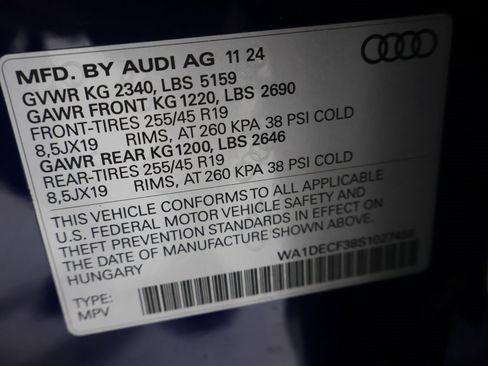 MFD. BY AUDI AG 11 24
GVWR KG 2340, LBS 5159
GAWR FRONT KG 1220, LBS 2690
FRONT-TIRES 255/45 R19
8,5JX19 RIMS, AT 260 KPA 38 PSI COLD
GAWR REAR KG1200, LBS 2646
REAR-TIRES 255/45 R19
8,5JX19 RIMS, AT 260 KPA 38 PSI COLD
THIS VEHICLE CONFORMS TO ALL APPLICABLE
U.S. FEDERAL MOTOR VEHICLE SAFETY AND
THEFT PREVENTION STANDARDS IN EFFECT ON
THE DATE OF MANUFACTURE SHOWN ABOVE.
HUNGARY
TYPE:
MPV